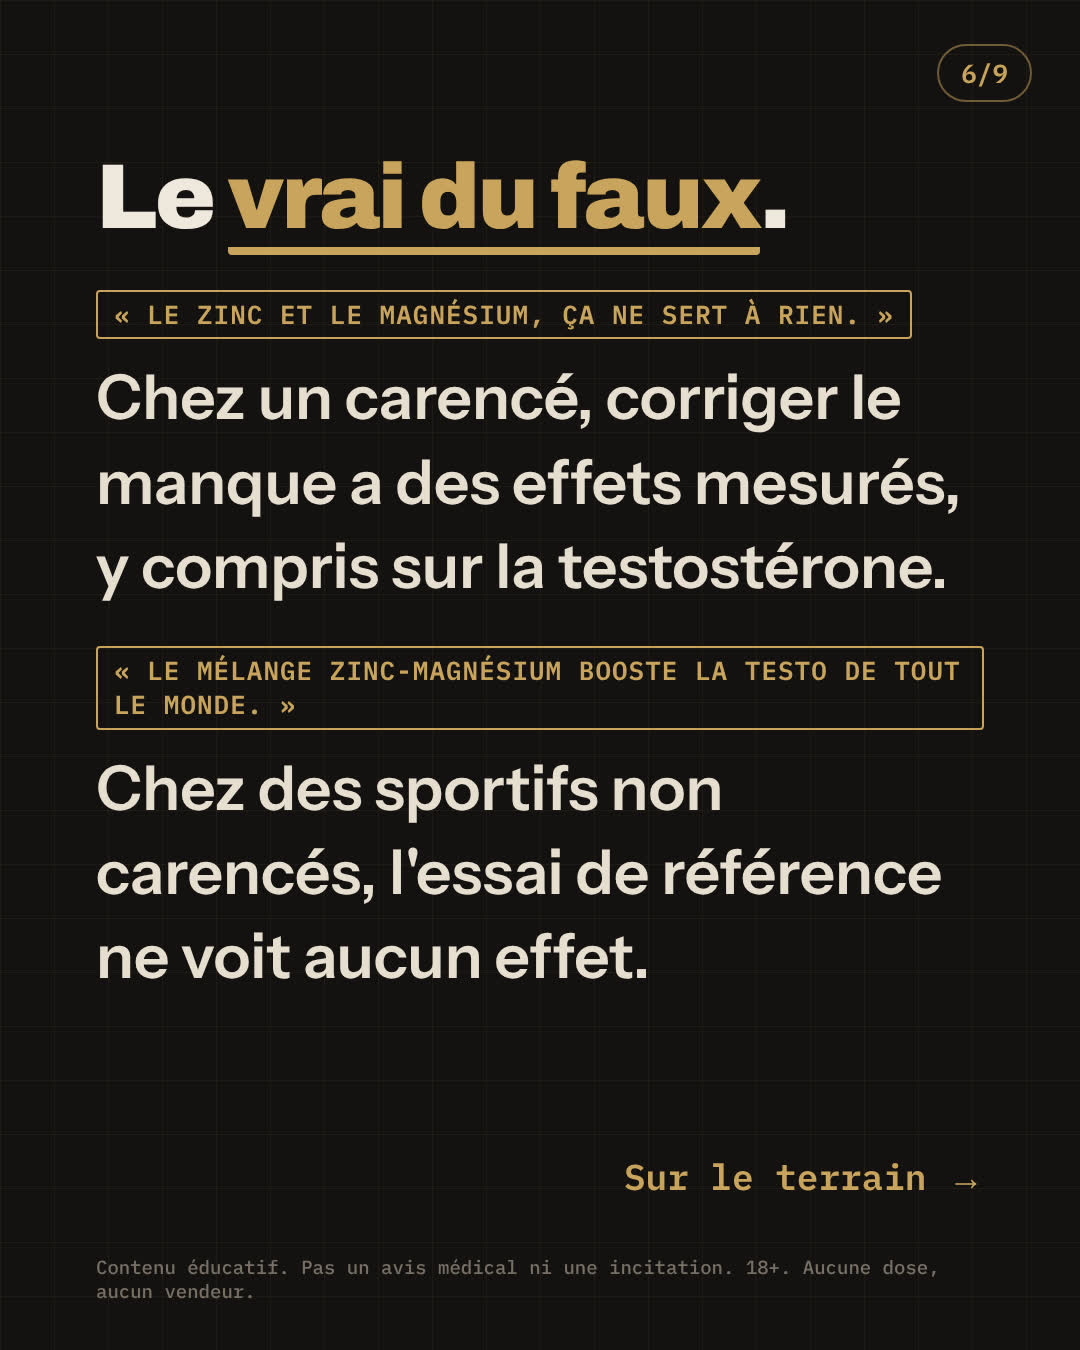 6/9
Le vrai du faux.
« LE ZINC ET LE MAGNÉSIUM, ÇA NE SERT À RIEN. »
Chez un carencé, corriger le
manque a des effets mesurés,
y compris sur la testostérone.
« LE MÉLANGE ZINC-MAGNÉSIUM BOOSTE LA TESTO DE TOUT
LE MONDE. »
Chez des sportifs non
carencés, l'essai de référence
ne voit aucun effet.
Sur le terrain →
Contenu éducatif. Pas un avis médical ni une incitation. 18+. Aucune dose,
aucun vendeur.